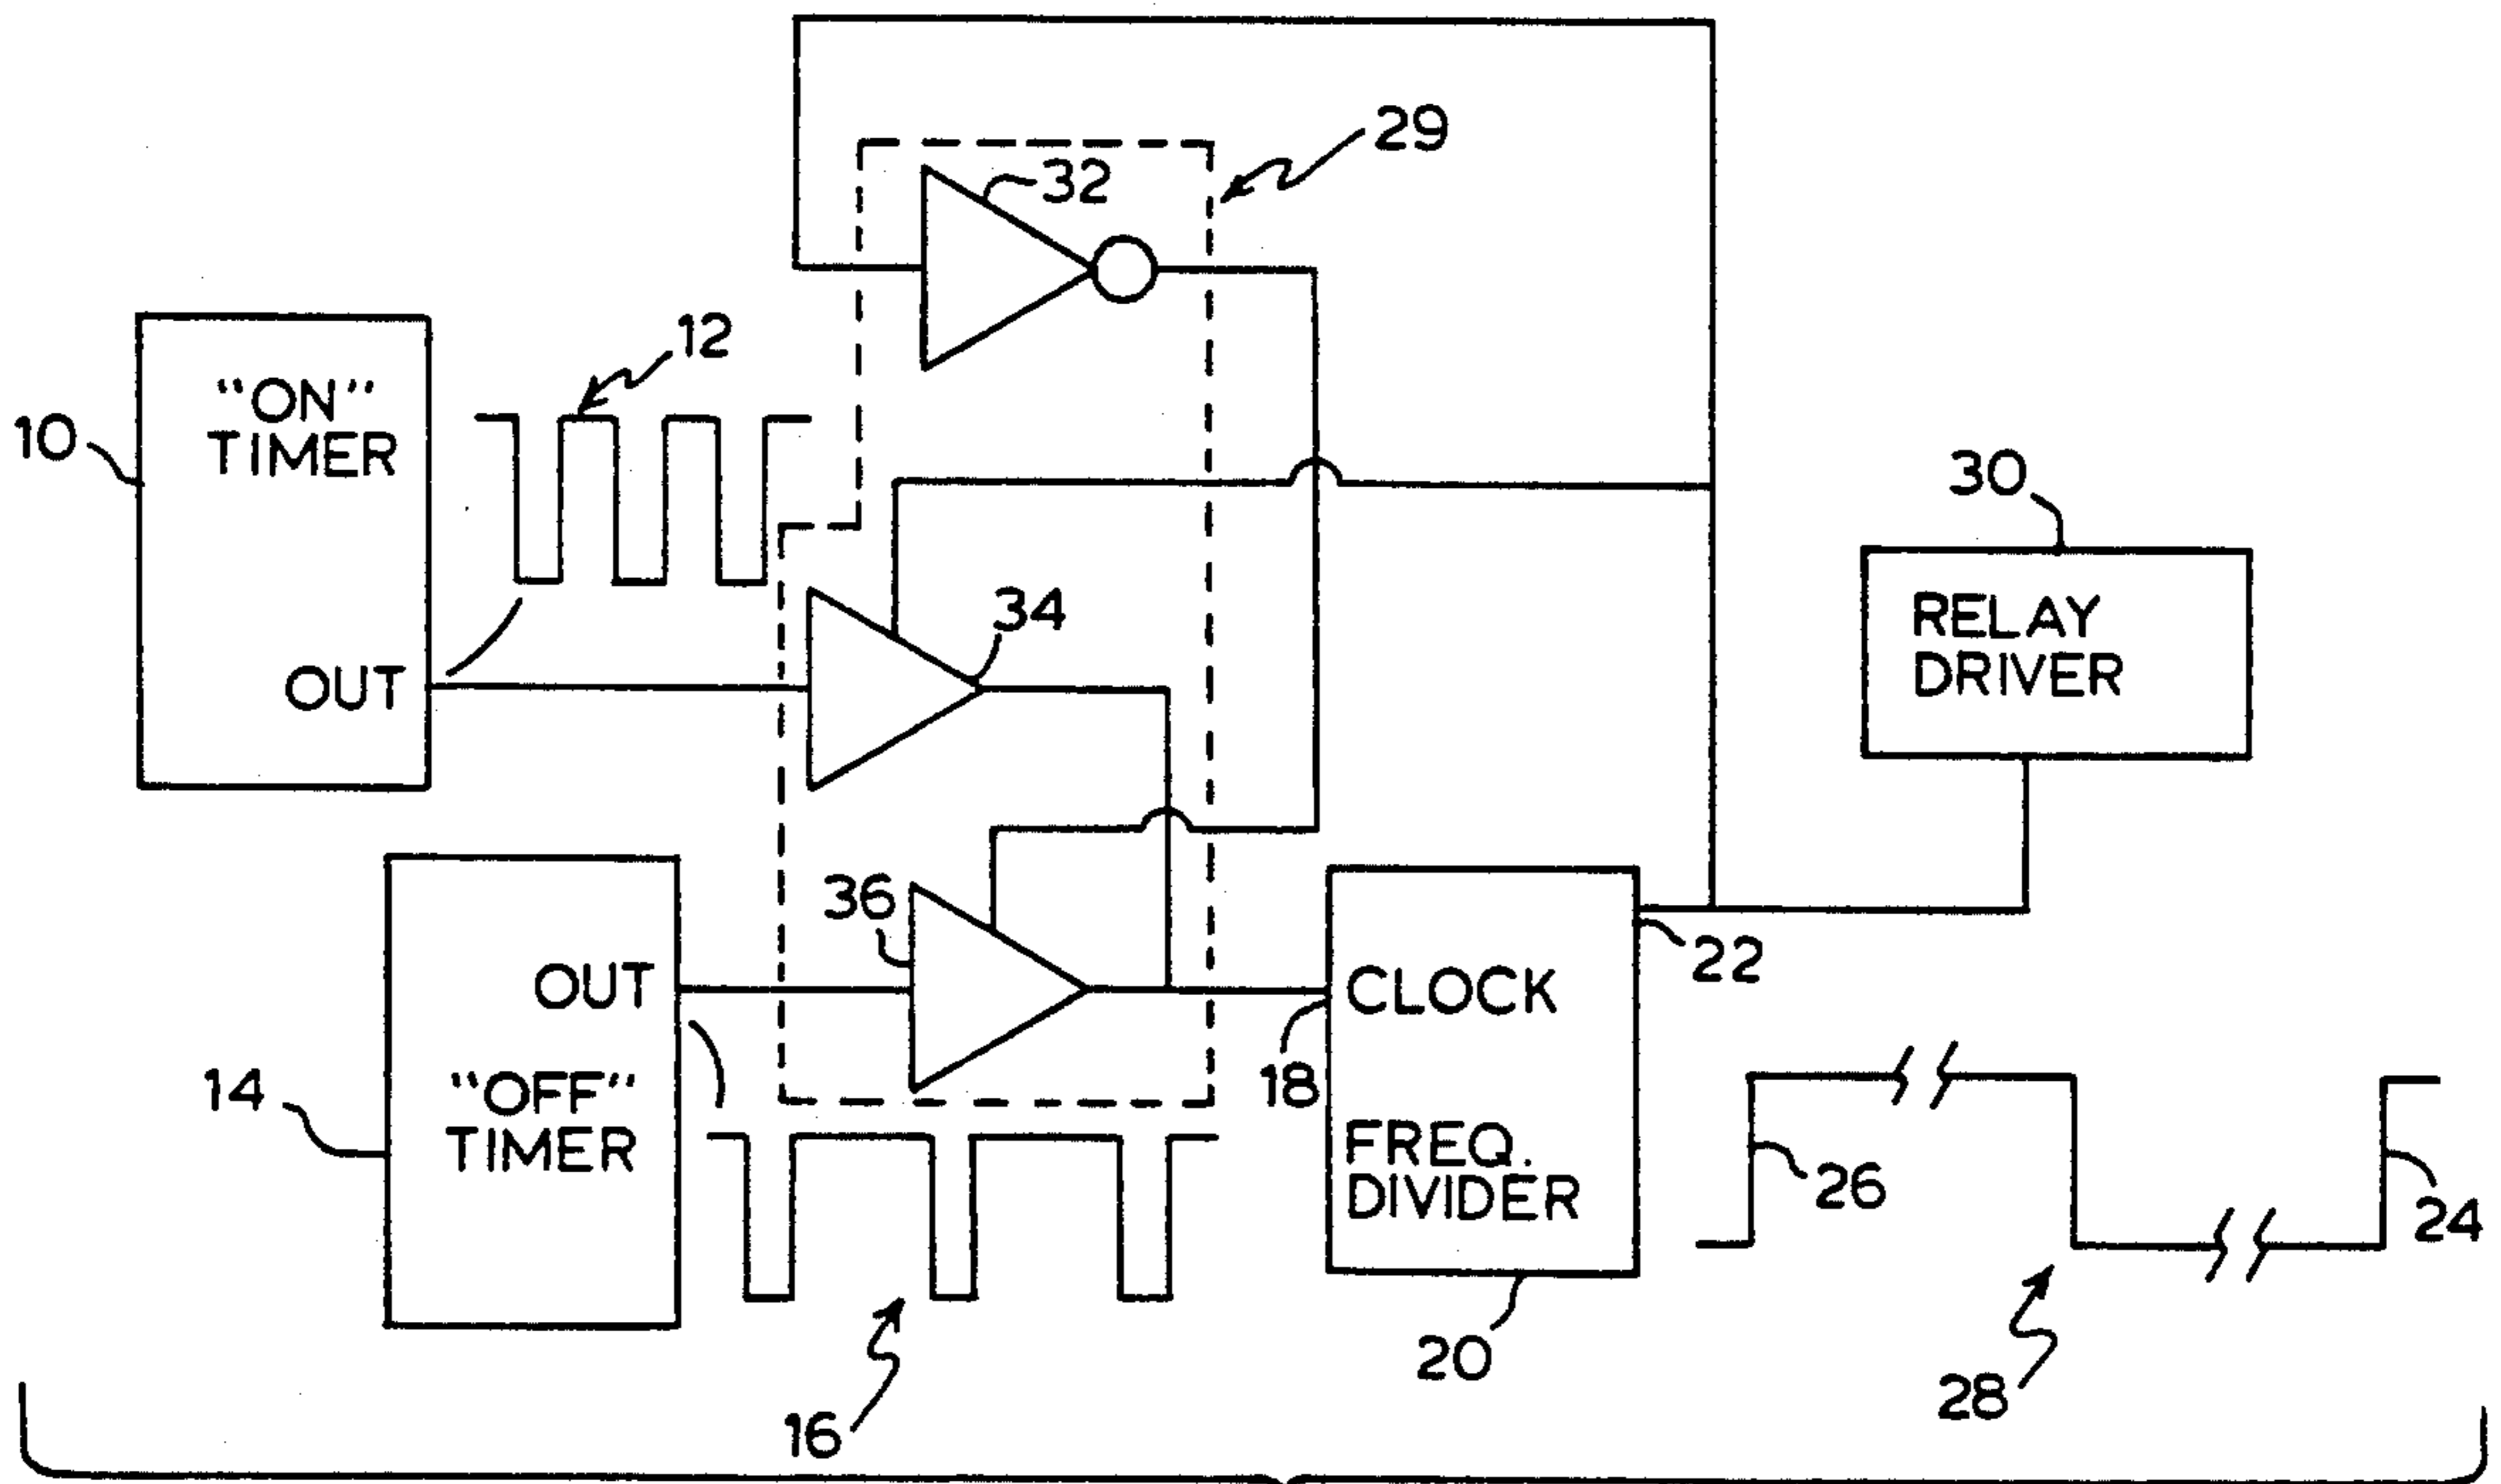 29
32
12
"ON"
TIMER
10
30
34
RELAY
DRIVER
OUT
36
22
OUT
CLOCK
18
14
"OFF"
TIMER
FREQ.
DIVIDER
26
24
20
28
16